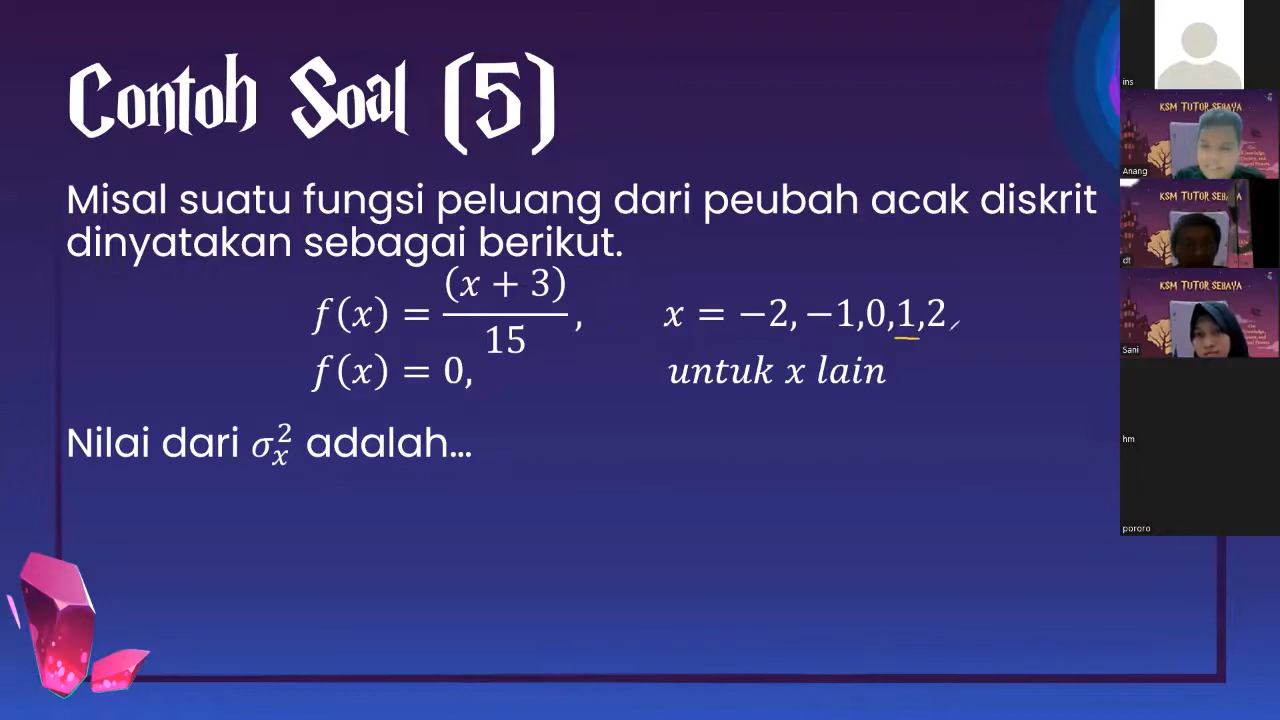 Contoh Soal (5)
Misal suatu fungsi peluang dari peubah acak diskrit
dinyatakan sebagai berikut.
f(x) = (x + 3)/15, x = −2, −1,0,1,2
f(x) = 0, untuk x lain
Nilai dari σₓ² adalah…
ins
KSM TUTOR SEBAYA
Anang
KSM TUTOR SEBAYA
dt
KSM TUTOR SEBAYA
Sani
hm
pororo